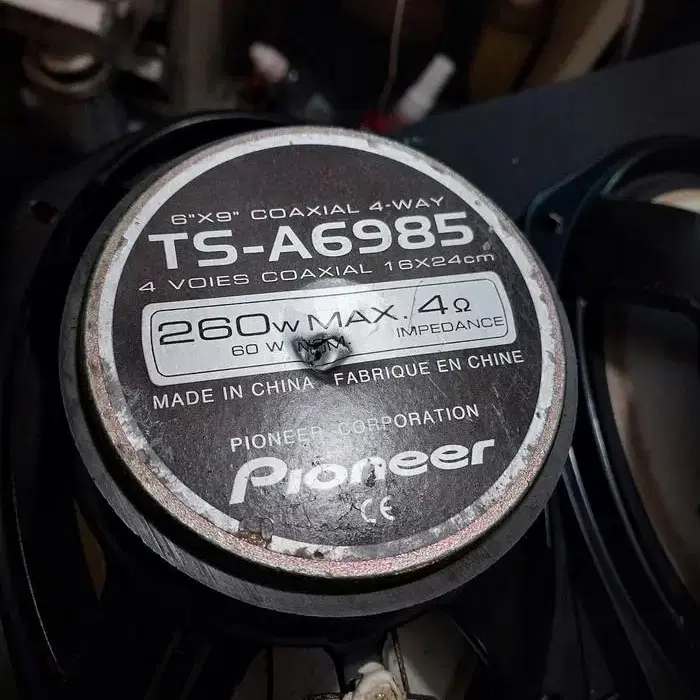 6"X9" COAXIAL 4-WAY
TS-A6985
4 VOIES COAXIAL 16X24cm
260W MAX. 4Ω
60 W NOM. IMPEDANCE
MADE IN CHINA FABRIQUE EN CHINE
PIONEER CORPORATION
Pioneer
CE